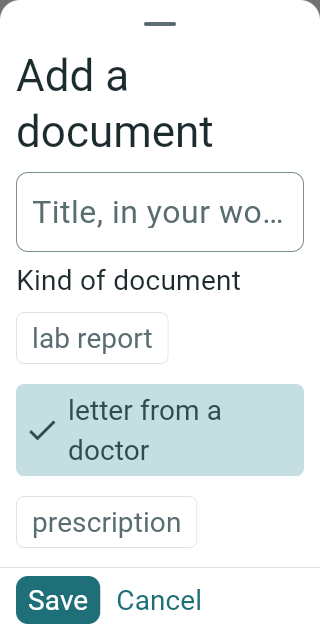 Add a
document
Title, in your wo…
Kind of document
lab report
letter from a
doctor
prescription
Save
Cancel